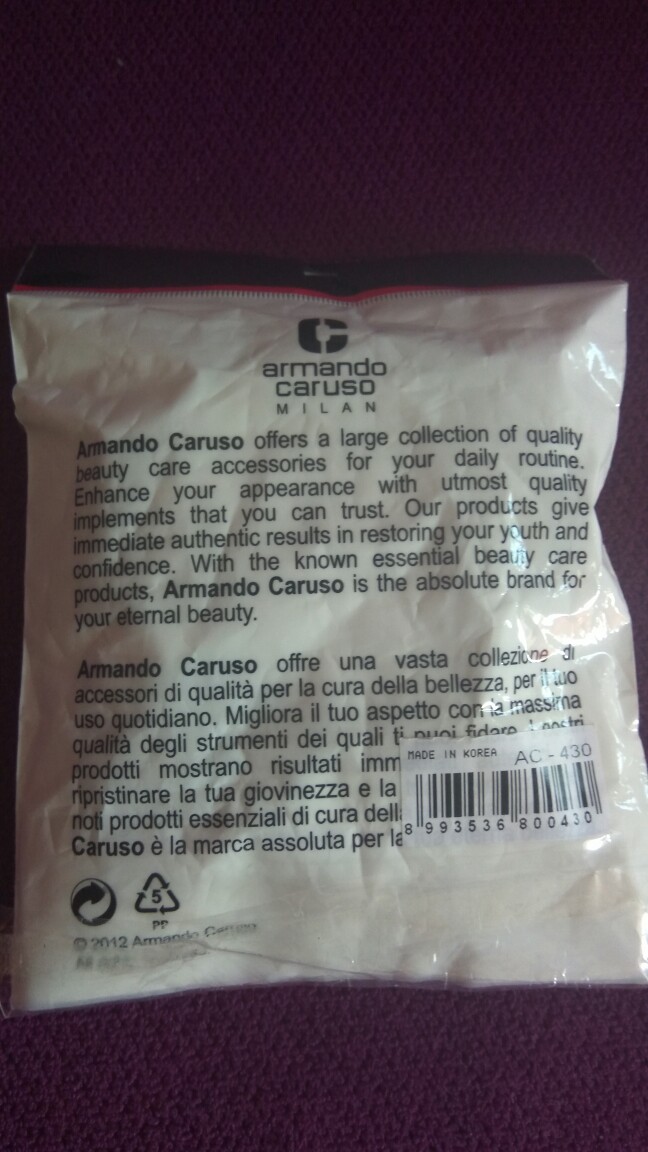 armando
caruso
MILAN
Armando Caruso offers a large collection of quality
beauty care accessories for your daily routine.
Enhance your appearance with utmost quality
implements that you can trust. Our products give
immediate authentic results in restoring your youth and
confidence. With the known essential beauty care
products, Armando Caruso is the absolute brand for
your eternal beauty.
Armando Caruso offre una vasta collezione di
accessori di qualità per la cura della bellezza, per il tuo
uso quotidiano. Migliora il tuo aspetto con la massima
qualità degli strumenti dei quali ti puoi fidare. I nostri
prodotti mostrano risultati imm
ripristinare la tua giovinezza e la
noti prodotti essenziali di cura dell
Caruso è la marca assoluta per la
MADE IN KOREA AC - 430
8 993536 800430
5
PP
© 2012 Armando Caruso